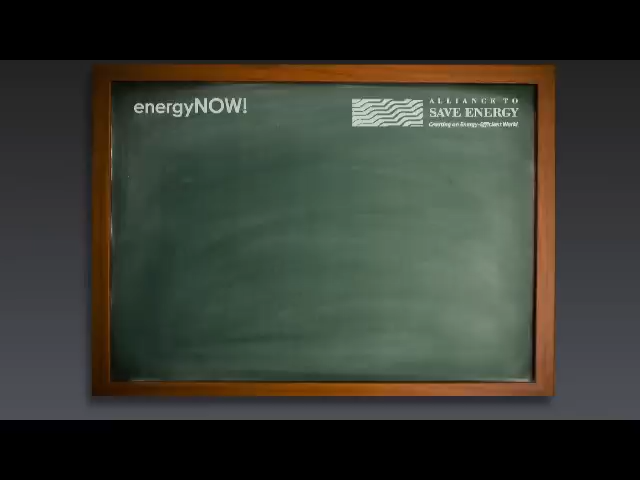 energyNOW!
ALLIANCE TO
SAVE ENERGY
Creating an Energy-Efficient World